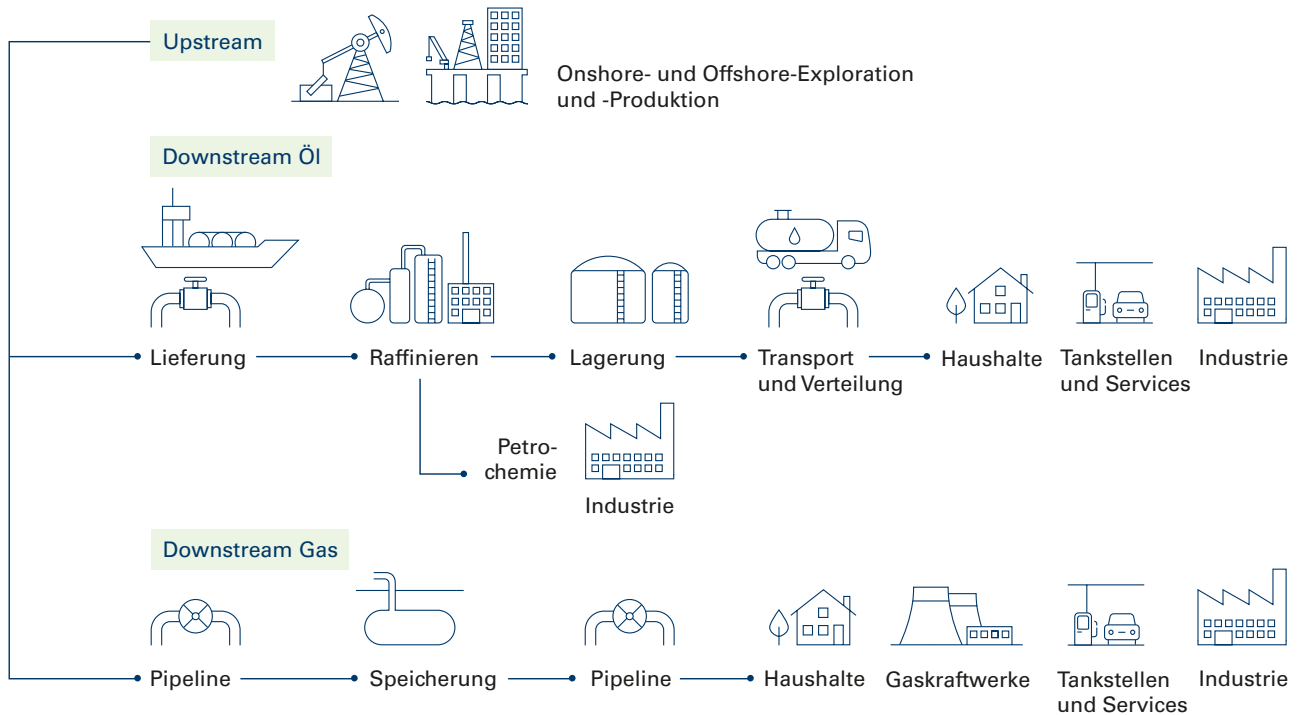 Upstream
Onshore- und Offshore-Exploration
und -Produktion
Downstream Öl
Lieferung
Raffinieren
Lagerung
Transport
und Verteilung
Haushalte
Tankstellen
und Services
Industrie
Petro-
chemie
Industrie
Downstream Gas
Pipeline
Speicherung
Pipeline
Haushalte
Gaskraftwerke
Tankstellen
und Services
Industrie